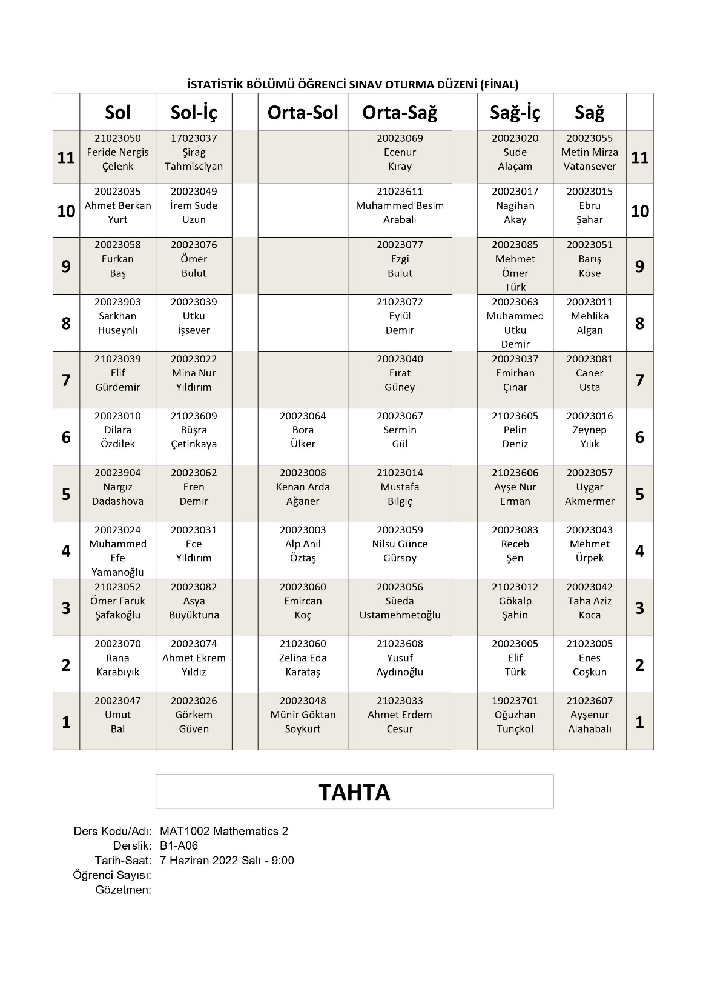 İSTATİSTİK BÖLÜMÜ ÖĞRENCİ SINAV OTURMA DÜZENİ (FİNAL)
Sol Sol-İç Orta-Sol Orta-Sağ Sağ-İç Sağ
21023050 17023037 20023069 20023020 20023055
11 Feride Nergis Şirag Ecenur Sude Metin Mirza 11
Çelenk Tahmisciyan Kıray Alaçam Vatansever
20023035 20023049 21023611 20023017 20023015
10 Ahmet Berkan İrem Sude Muhammed Besim Nagihan Ebru 10
Yurt Uzun Arabalı Akay Şahar
20023058 20023076 20023077 20023085 20023051
9 Furkan Ömer Ezgi Mehmet Barış 9
Baş Bulut Bulut Ömer Köse
Türk
20023903 20023039 21023072 20023063 20023011
8 Sarkhan Utku Eylül Muhammed Mehlika 8
Huseynlı İşsever Demir Utku Algan
Demir
21023039 20023022 20023040 20023037 20023081
7 Elif Mina Nur Fırat Emirhan Caner 7
Gürdemir Yıldırım Güney Çınar Usta
20023010 21023609 20023064 20023067 21023605 20023016
6 Dilara Büşra Bora Sermin Pelin Zeynep 6
Özdilek Çetinkaya Ülker Gül Deniz Yılık
20023904 20023062 20023008 21023014 21023606 20023057
5 Nargız Eren Kenan Arda Mustafa Ayşe Nur Uygar 5
Dadashova Demir Ağaner Bilgiç Erman Akmermer
20023024 20023031 20023003 20023059 20023083 20023043
4 Muhammed Ece Alp Anıl Nilsu Günce Receb Mehmet 4
Efe Yıldırım Öztaş Gürsoy Şen Ürpek
Yamanoğlu
21023052 20023082 20023060 20023056 21023012 20023042
3 Ömer Faruk Asya Emircan Süeda Gökalp Taha Aziz 3
Şafakoğlu Büyüktuna Koç Ustamehmetoğlu Şahin Koca
20023070 20023074 21023060 21023608 20023005 21023005
2 Rana Ahmet Ekrem Zeliha Eda Yusuf Elif Enes 2
Karabıyık Yıldız Karataş Aydınoğlu Türk Coşkun
20023047 20023026 20023048 21023033 19023701 21023607
1 Umut Görkem Münir Göktan Ahmet Erdem Oğuzhan Ayşenur 1
Bal Güven Soykurt Cesur Tunçkol Alahabalı
TAHTA
Ders Kodu/Adı: MAT1002 Mathematics 2
Derslik: B1-A06
Tarih-Saat: 7 Haziran 2022 Salı - 9:00
Öğrenci Sayısı:
Gözetmen: